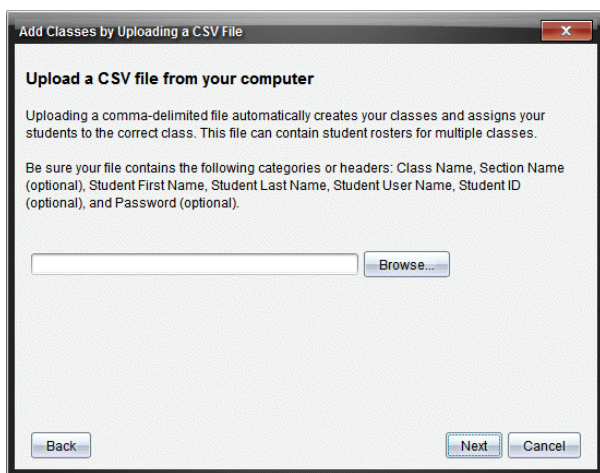 Add Classes by Uploading a CSV File
x
Upload a CSV file from your computer
Uploading a comma-delimited file automatically creates your classes and assigns your
students to the correct class. This file can contain student rosters for multiple classes.
Be sure your file contains the following categories or headers: Class Name, Section Name
(optional), Student First Name, Student Last Name, Student User Name, Student ID
(optional), and Password (optional).
Browse...
Back
Next
Cancel